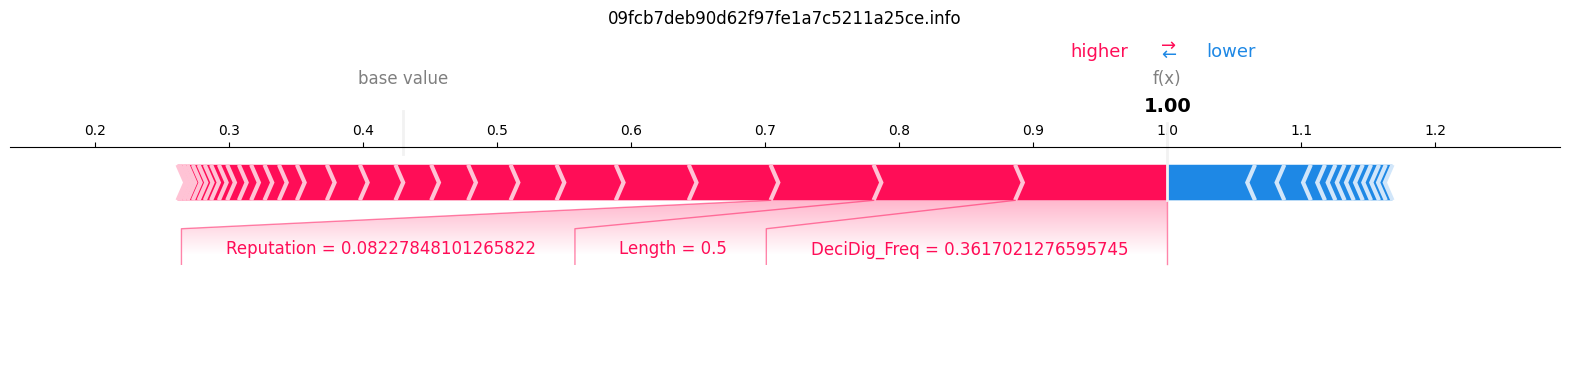 09fcb7deb90d62f97fe1a7c5211a25ce.info
higher → ← lower
base value f(x)
1.00
0.2 0.3 0.4 0.5 0.6 0.7 0.8 0.9 1.0 1.1 1.2
Reputation = 0.08227848101265822 Length = 0.5 DeciDig_Freq = 0.3617021276595745